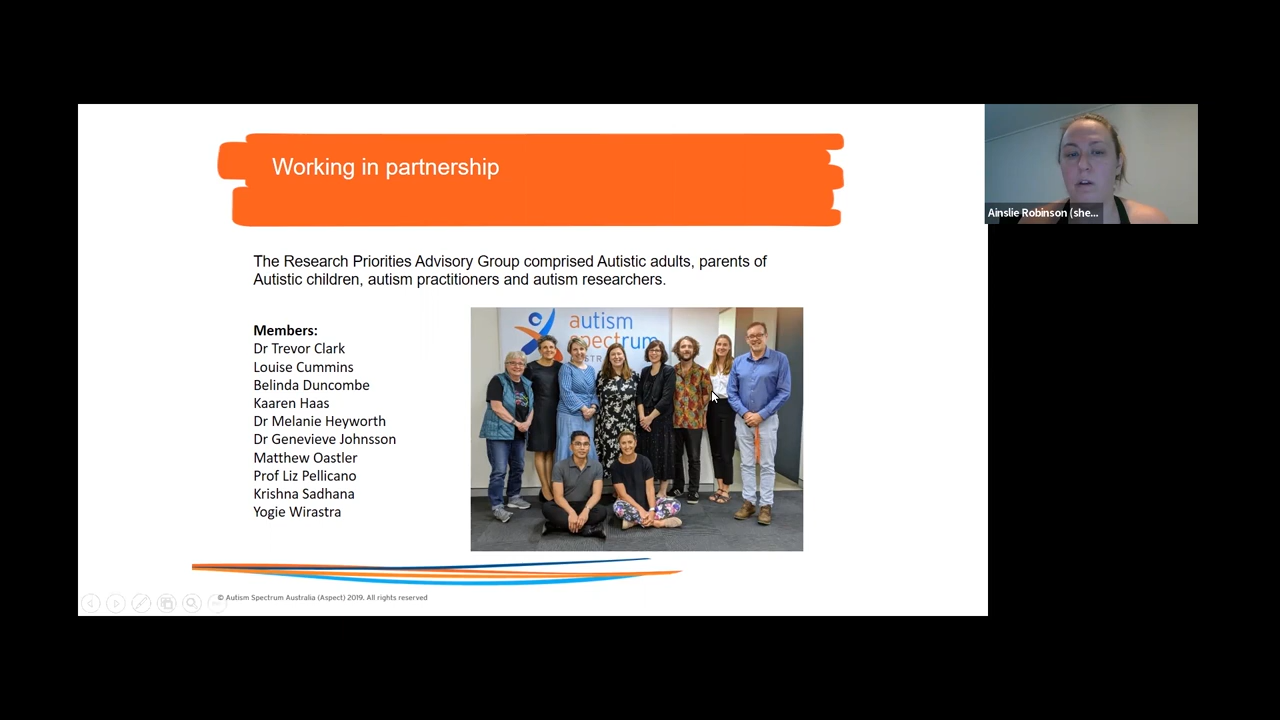 Working in partnership
The Research Priorities Advisory Group comprised Autistic adults, parents of
Autistic children, autism practitioners and autism researchers.
Members:
Dr Trevor Clark
Louise Cummins
Belinda Duncombe
Kaaren Haas
Dr Melanie Heyworth
Dr Genevieve Johnsson
Matthew Oastler
Prof Liz Pellicano
Krishna Sadhana
Yogie Wirastra
autism
spectrum
© Autism Spectrum Australia (Aspect) 2019. All rights reserved
Ainslie Robinson (she...